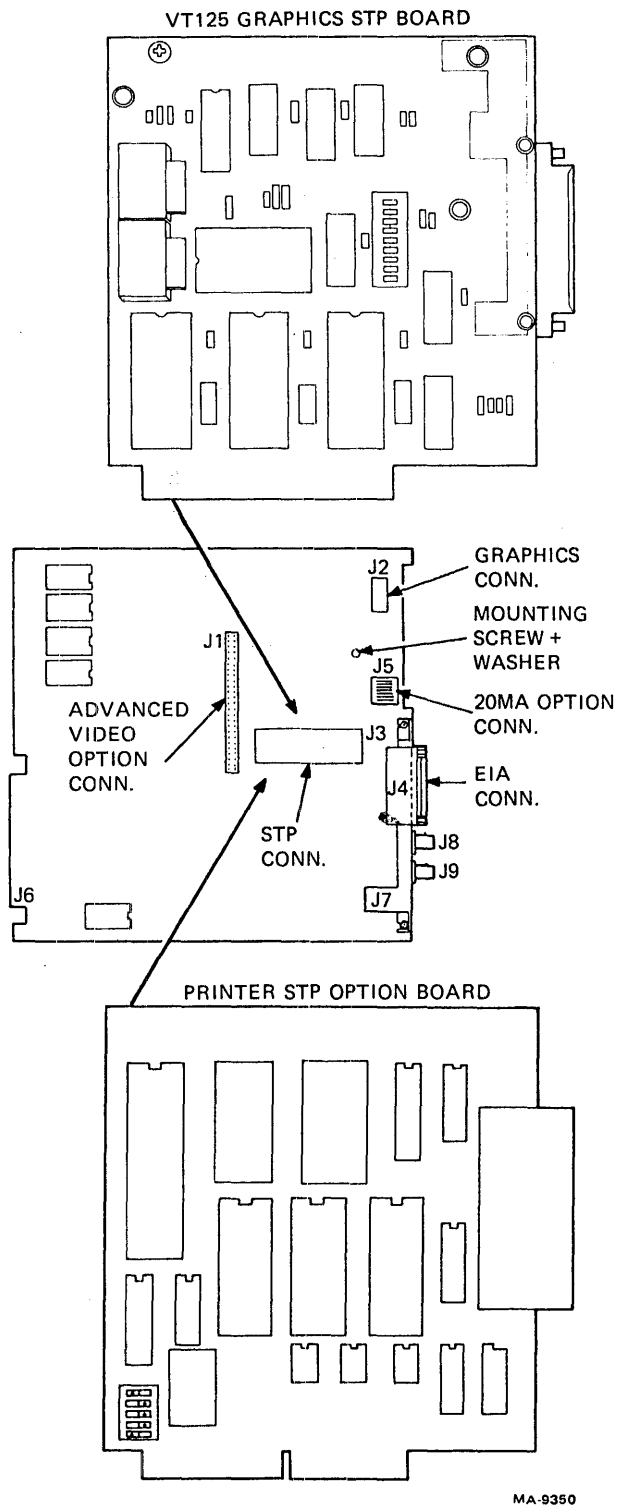 VT125 GRAPHICS STP BOARD
J2
GRAPHICS
CONN.
MOUNTING
SCREW +
WASHER
J1
J5
20MA OPTION
CONN.
ADVANCED
VIDEO
OPTION
CONN.
J3
STP
CONN.
J4
EIA
CONN.
J8
J9
J6
J7
PRINTER STP OPTION BOARD
MA-9350